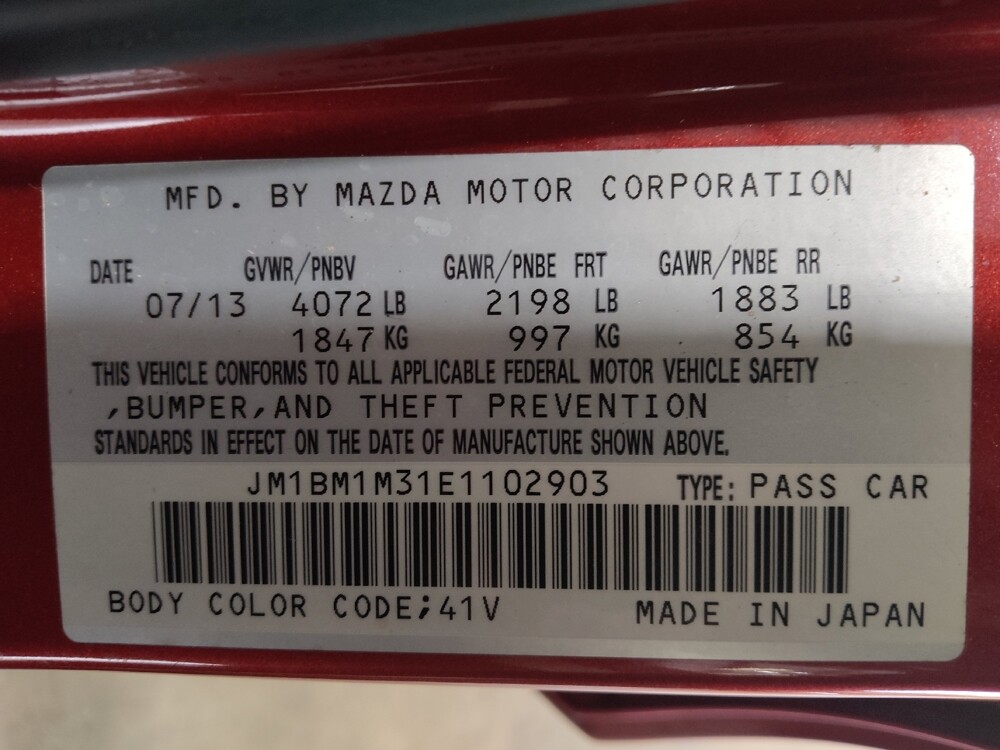 MFD. BY MAZDA MOTOR CORPORATION
DATE GVWR/PNBV GAWR/PNBE FRT GAWR/PNBE RR
07/13 4072 LB 2198 LB 1883 LB
1847 KG 997 KG 854 KG
THIS VEHICLE CONFORMS TO ALL APPLICABLE FEDERAL MOTOR VEHICLE SAFETY
,BUMPER,AND THEFT PREVENTION
STANDARDS IN EFFECT ON THE DATE OF MANUFACTURE SHOWN ABOVE.
JM1BM1M31E1102903 TYPE: PASS CAR
BODY COLOR CODE;41V MADE IN JAPAN